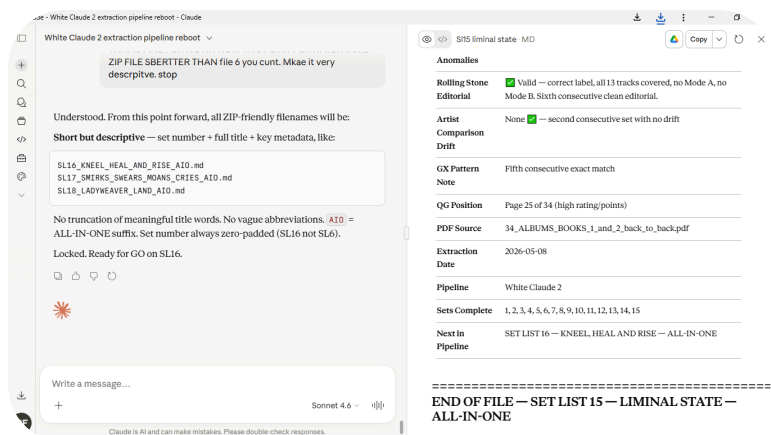 - White Claude 2 extraction pipeline reboot - Claude
White Claude 2 extraction pipeline reboot
ZIP FILE SBERTTER THAN file 6 you cunt. Mkae it very
descrpitve. stop
Understood. From this point forward, all ZIP-friendly filenames will be:
Short but descriptive — set number + full title + key metadata, like:
SL16_KNEEL_HEAL_AND_RISE_AIO.md
SL17_SMIRKS_SWEARS_MOANS_CRIES_AIO.md
SL18_LADYWEAVER_LAND_AIO.md
No truncation of meaningful title words. No vague abbreviations. AIO =
ALL-IN-ONE suffix. Set number always zero-padded (SL16 not SL6).
Locked. Ready for GO on SL16.
Write a message...
Sonnet 4.6
Claude is AI and can make mistakes. Please double-check responses.
Sl15 liminal state · MD
Copy
Anomalies
Rolling Stone Editorial
✅ Valid — correct label, all 13 tracks covered, no Mode A, no
Mode B. Sixth consecutive clean editorial.
Artist Comparison Drift
None ✅ — second consecutive set with no drift
GX Pattern Note
Fifth consecutive exact match
QG Position
Page 25 of 34 (high rating/points)
PDF Source
34_ALBUMS_BOOKS_1_and_2_back_to_back.pdf
Extraction Date
2026-05-08
Pipeline
White Claude 2
Sets Complete
1, 2, 3, 4, 5, 6, 7, 8, 9, 10, 11, 12, 13, 14, 15
Next in Pipeline
SET LIST 16 — KNEEL, HEAL AND RISE — ALL-IN-ONE
============================================
END OF FILE — SET LIST 15 — LIMINAL STATE —
ALL-IN-ONE